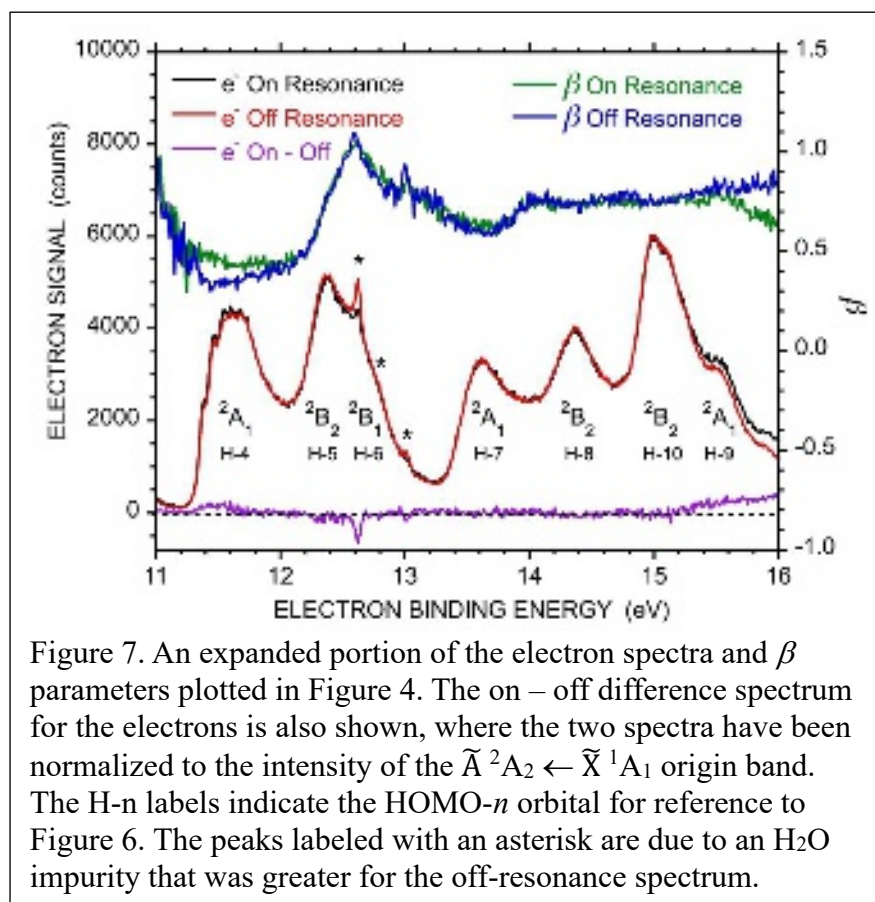 10000
8000
6000
4000
2000
0
ELECTRON SIGNAL (counts)
e⁻ On Resonance
e⁻ Off Resonance
e⁻ On - Off
β On Resonance
β Off Resonance
1.5
1.0
0.5
0.0
-0.5
-1.0
β
*
*
*
²A₁ ²B₂ ²B₁ ²A₁ ²B₂ ²B₂ ²A₁
H-4 H-5 H-6 H-7 H-8 H-10 H-9
11 12 13 14 15 16
ELECTRON BINDING ENERGY (eV)
Figure 7. An expanded portion of the electron spectra and β
parameters plotted in Figure 4. The on – off difference spectrum
for the electrons is also shown, where the two spectra have been
normalized to the intensity of the Ã ²A₂ ← X̃ ¹A₁ origin band.
The H-n labels indicate the HOMO-n orbital for reference to
Figure 6. The peaks labeled with an asterisk are due to an H₂O
impurity that was greater for the off-resonance spectrum.